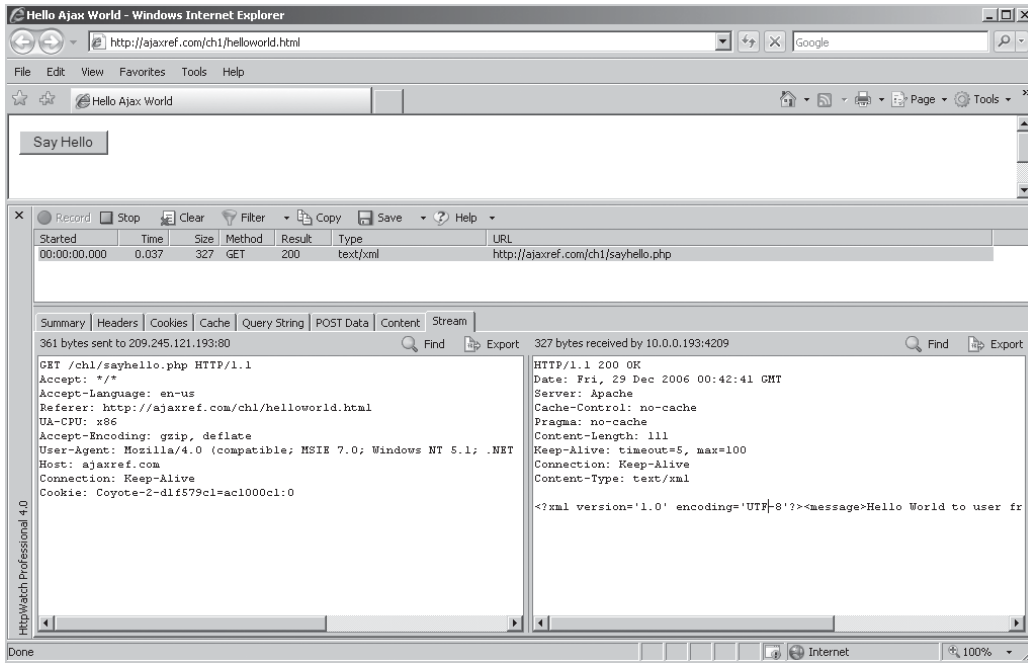 Hello Ajax World - Windows Internet Explorer
http://ajaxref.com/ch1/helloworld.html
Google
File Edit View Favorites Tools Help
Hello Ajax World
Page Tools
Say Hello
Record Stop Clear Filter Copy Save Help
Started Time Size Method Result Type URL
00:00:00.000 0.037 327 GET 200 text/xml http://ajaxref.com/ch1/sayhello.php
Summary Headers Cookies Cache Query String POST Data Content Stream
361 bytes sent to 209.245.121.193:80 Find Export
GET /ch1/sayhello.php HTTP/1.1
Accept: */*
Accept-Language: en-us
Referer: http://ajaxref.com/ch1/helloworld.html
UA-CPU: x86
Accept-Encoding: gzip, deflate
User-Agent: Mozilla/4.0 (compatible; MSIE 7.0; Windows NT 5.1; .NET
Host: ajaxref.com
Connection: Keep-Alive
Cookie: Coyote-2-d1f579c1=ac1000c1:0
327 bytes received by 10.0.0.193:4209 Find Export
HTTP/1.1 200 OK
Date: Fri, 29 Dec 2006 00:42:41 GMT
Server: Apache
Cache-Control: no-cache
Pragma: no-cache
Content-Length: 111
Keep-Alive: timeout=5, max=100
Connection: Keep-Alive
Content-Type: text/xml
<?xml version='1.0' encoding='UTF-8'?><message>Hello World to user fr
HttpWatch Professional 4.0
Done
Internet
100%